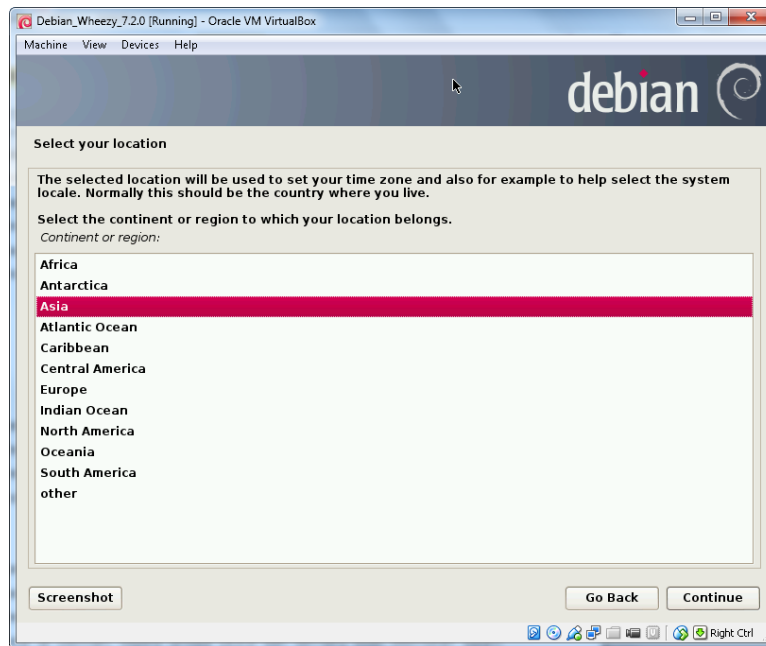 Debian_Wheezy_7.2.0 [Running] - Oracle VM VirtualBox
Machine View Devices Help
debian
Select your location
The selected location will be used to set your time zone and also for example to help select the system
locale. Normally this should be the country where you live.
Select the continent or region to which your location belongs.
Continent or region:
Africa
Antarctica
Asia
Atlantic Ocean
Caribbean
Central America
Europe
Indian Ocean
North America
Oceania
South America
other
Screenshot Go Back Continue
Right Ctrl